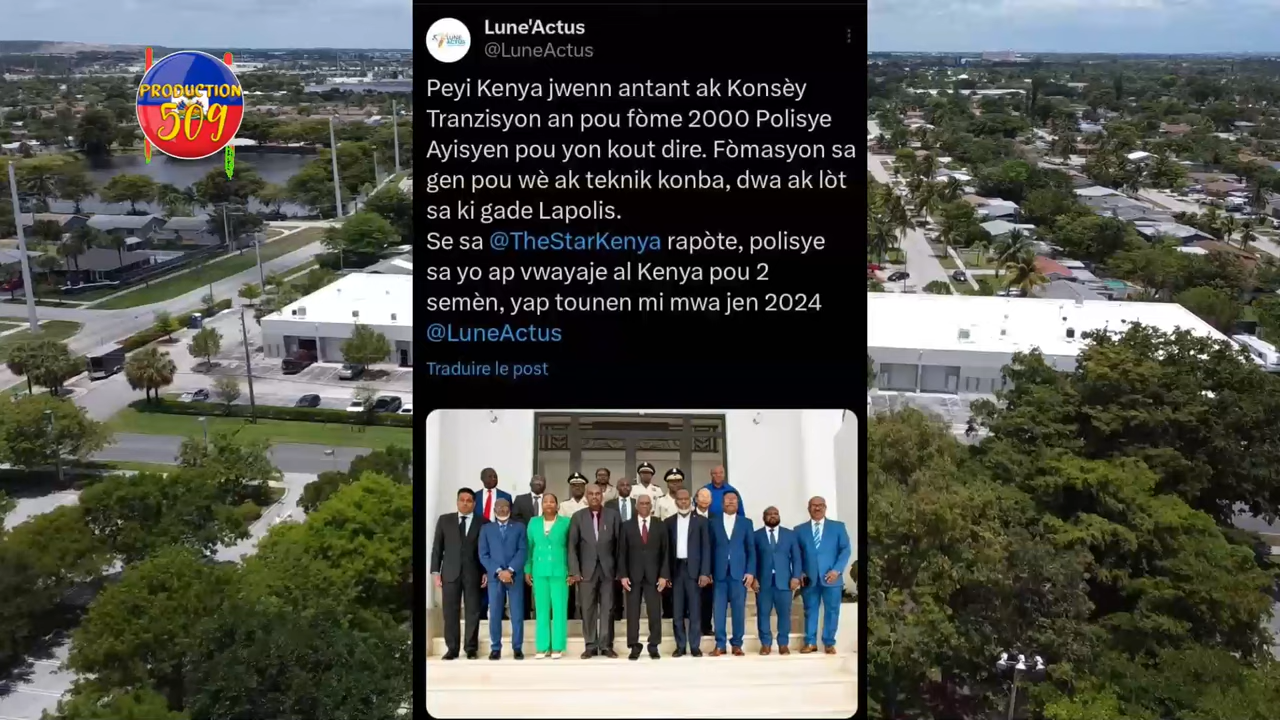 PRODUCTION
509
Lune'Actus
@LuneActus
Peyi Kenya jwenn antant ak Konsèy
Tranzisyon an pou fòme 2000 Polisye
Ayisyen pou yon kout dire. Fòmasyon sa
gen pou wè ak teknik konba, dwa ak lòt
sa ki gade Lapolis.
Se sa @TheStarKenya rapòte, polisye
sa yo ap vwayaje al Kenya pou 2
semèn, yap tounen mi mwa jen 2024
@LuneActus
Traduire le post